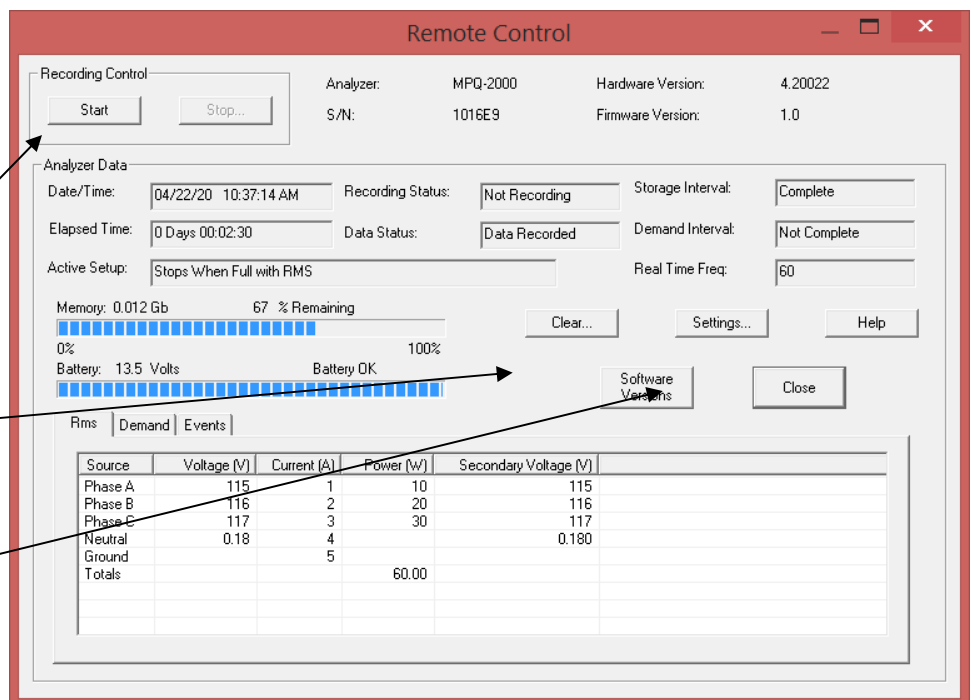 Remote Control
Recording Control
Start Stop...
Analyzer: MPQ-2000 Hardware Version: 4.20022
S/N: 1016E9 Firmware Version: 1.0
Analyzer Data
Date/Time: 04/22/20 10:37:14 AM Recording Status: Not Recording Storage Interval: Complete
Elapsed Time: 0 Days 00:02:30 Data Status: Data Recorded Demand Interval: Not Complete
Active Setup: Stops When Full with RMS Real Time Freq: 60
Memory: 0.012 Gb 67 % Remaining
Clear... Settings... Help
0% 100%
Battery: 13.5 Volts Battery OK
Software
Versions
Close
Rms Demand Events
Source Voltage (V) Current (A) Power (W) Secondary Voltage (V)
Phase A 115 1 10 115
Phase B 116 2 20 116
Phase C 117 3 30 117
Neutral 0.18 4 0.180
Ground 5
Totals 60.00